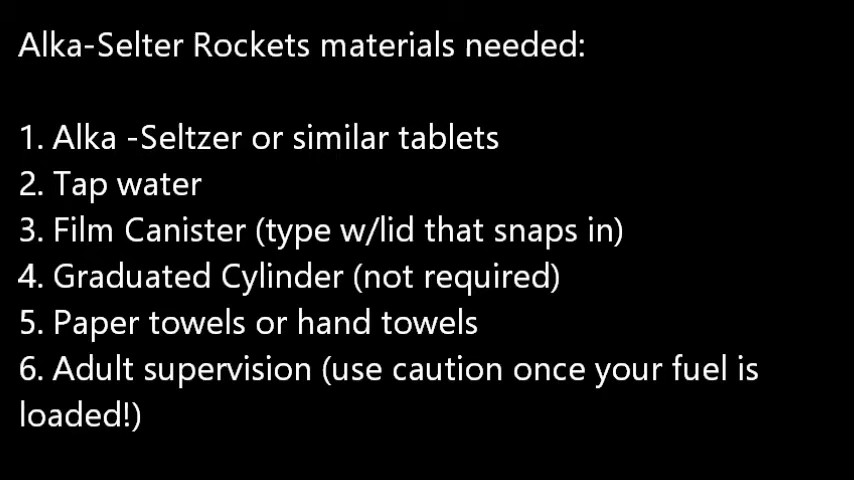 Alka-Selter Rockets materials needed:
1. Alka -Seltzer or similar tablets
2. Tap water
3. Film Canister (type w/lid that snaps in)
4. Graduated Cylinder (not required)
5. Paper towels or hand towels
6. Adult supervision (use caution once your fuel is
loaded!)